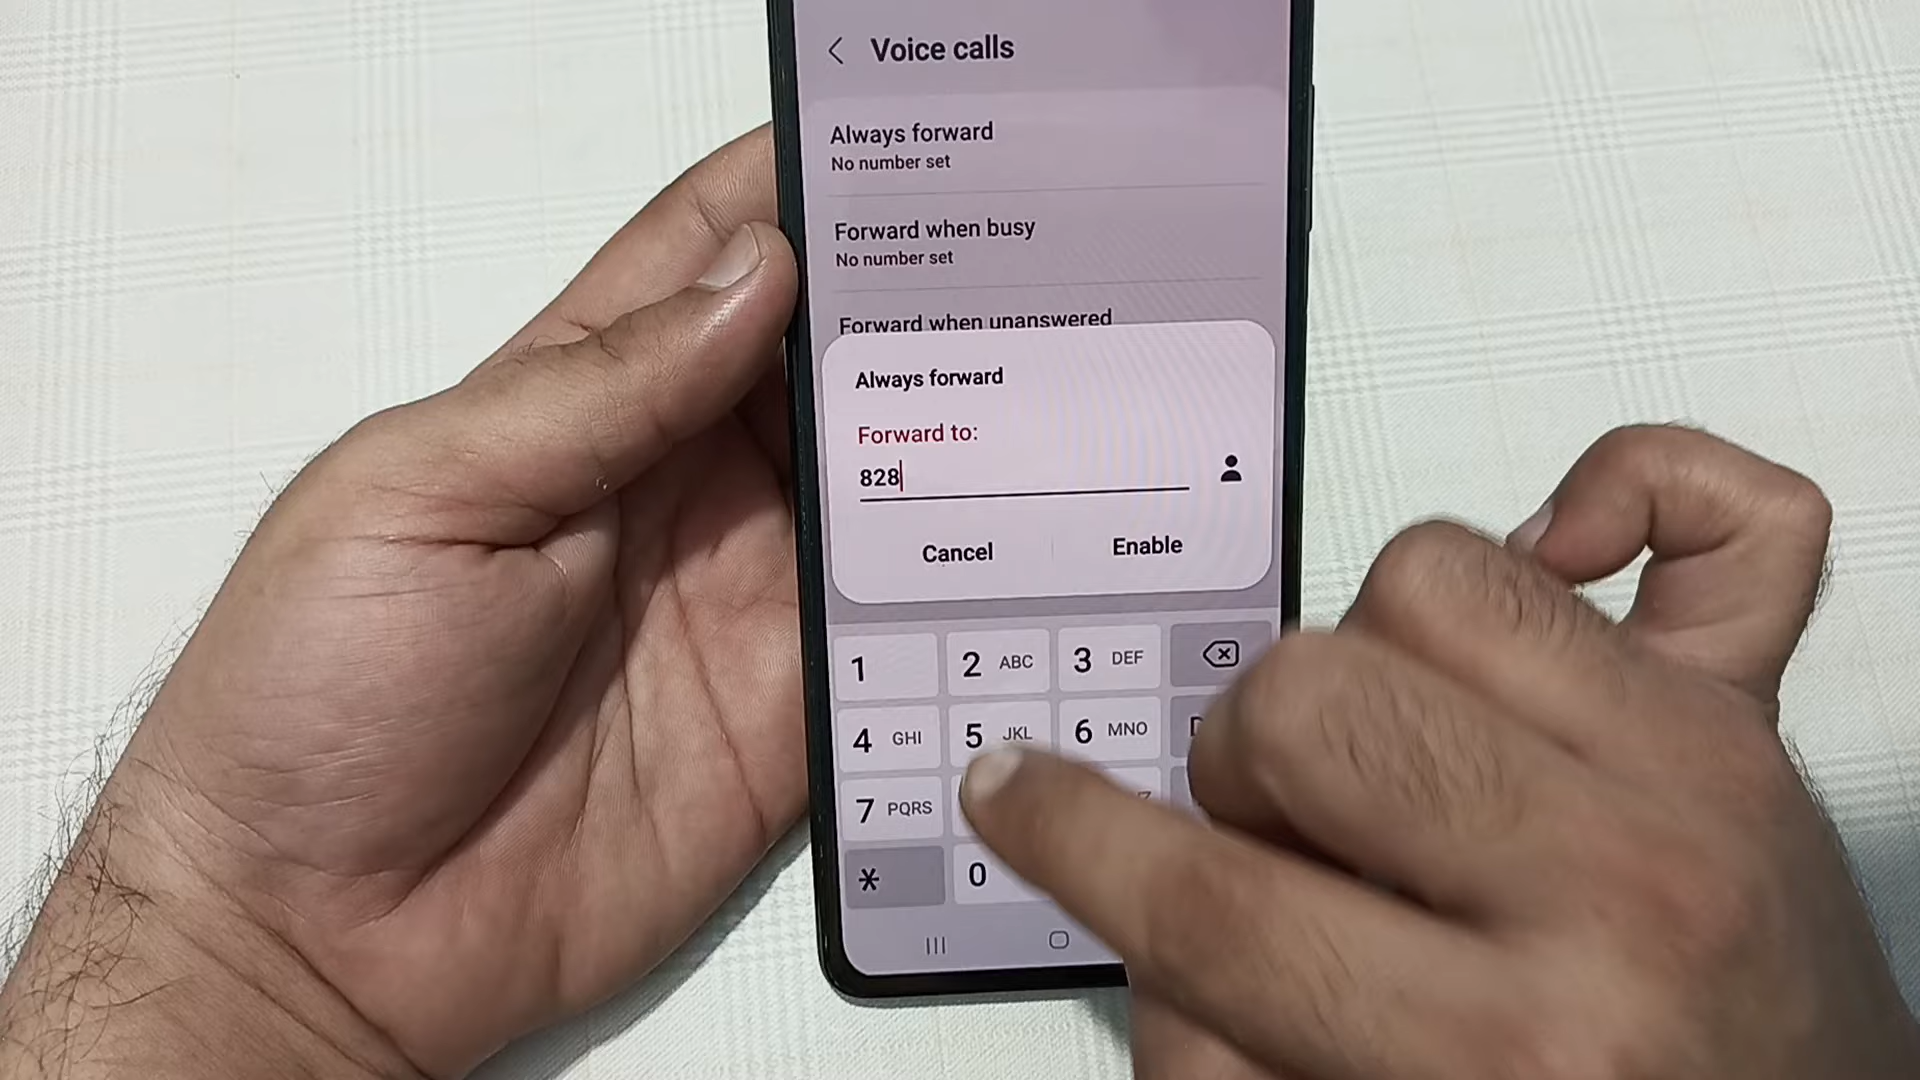 Voice calls
Always forward
No number set
Forward when busy
No number set
Forward when unanswered
Always forward
Forward to:
828
Cancel
Enable
1
2 ABC
3 DEF
4 GHI
5 JKL
6 MNO
7 PQRS
*
0